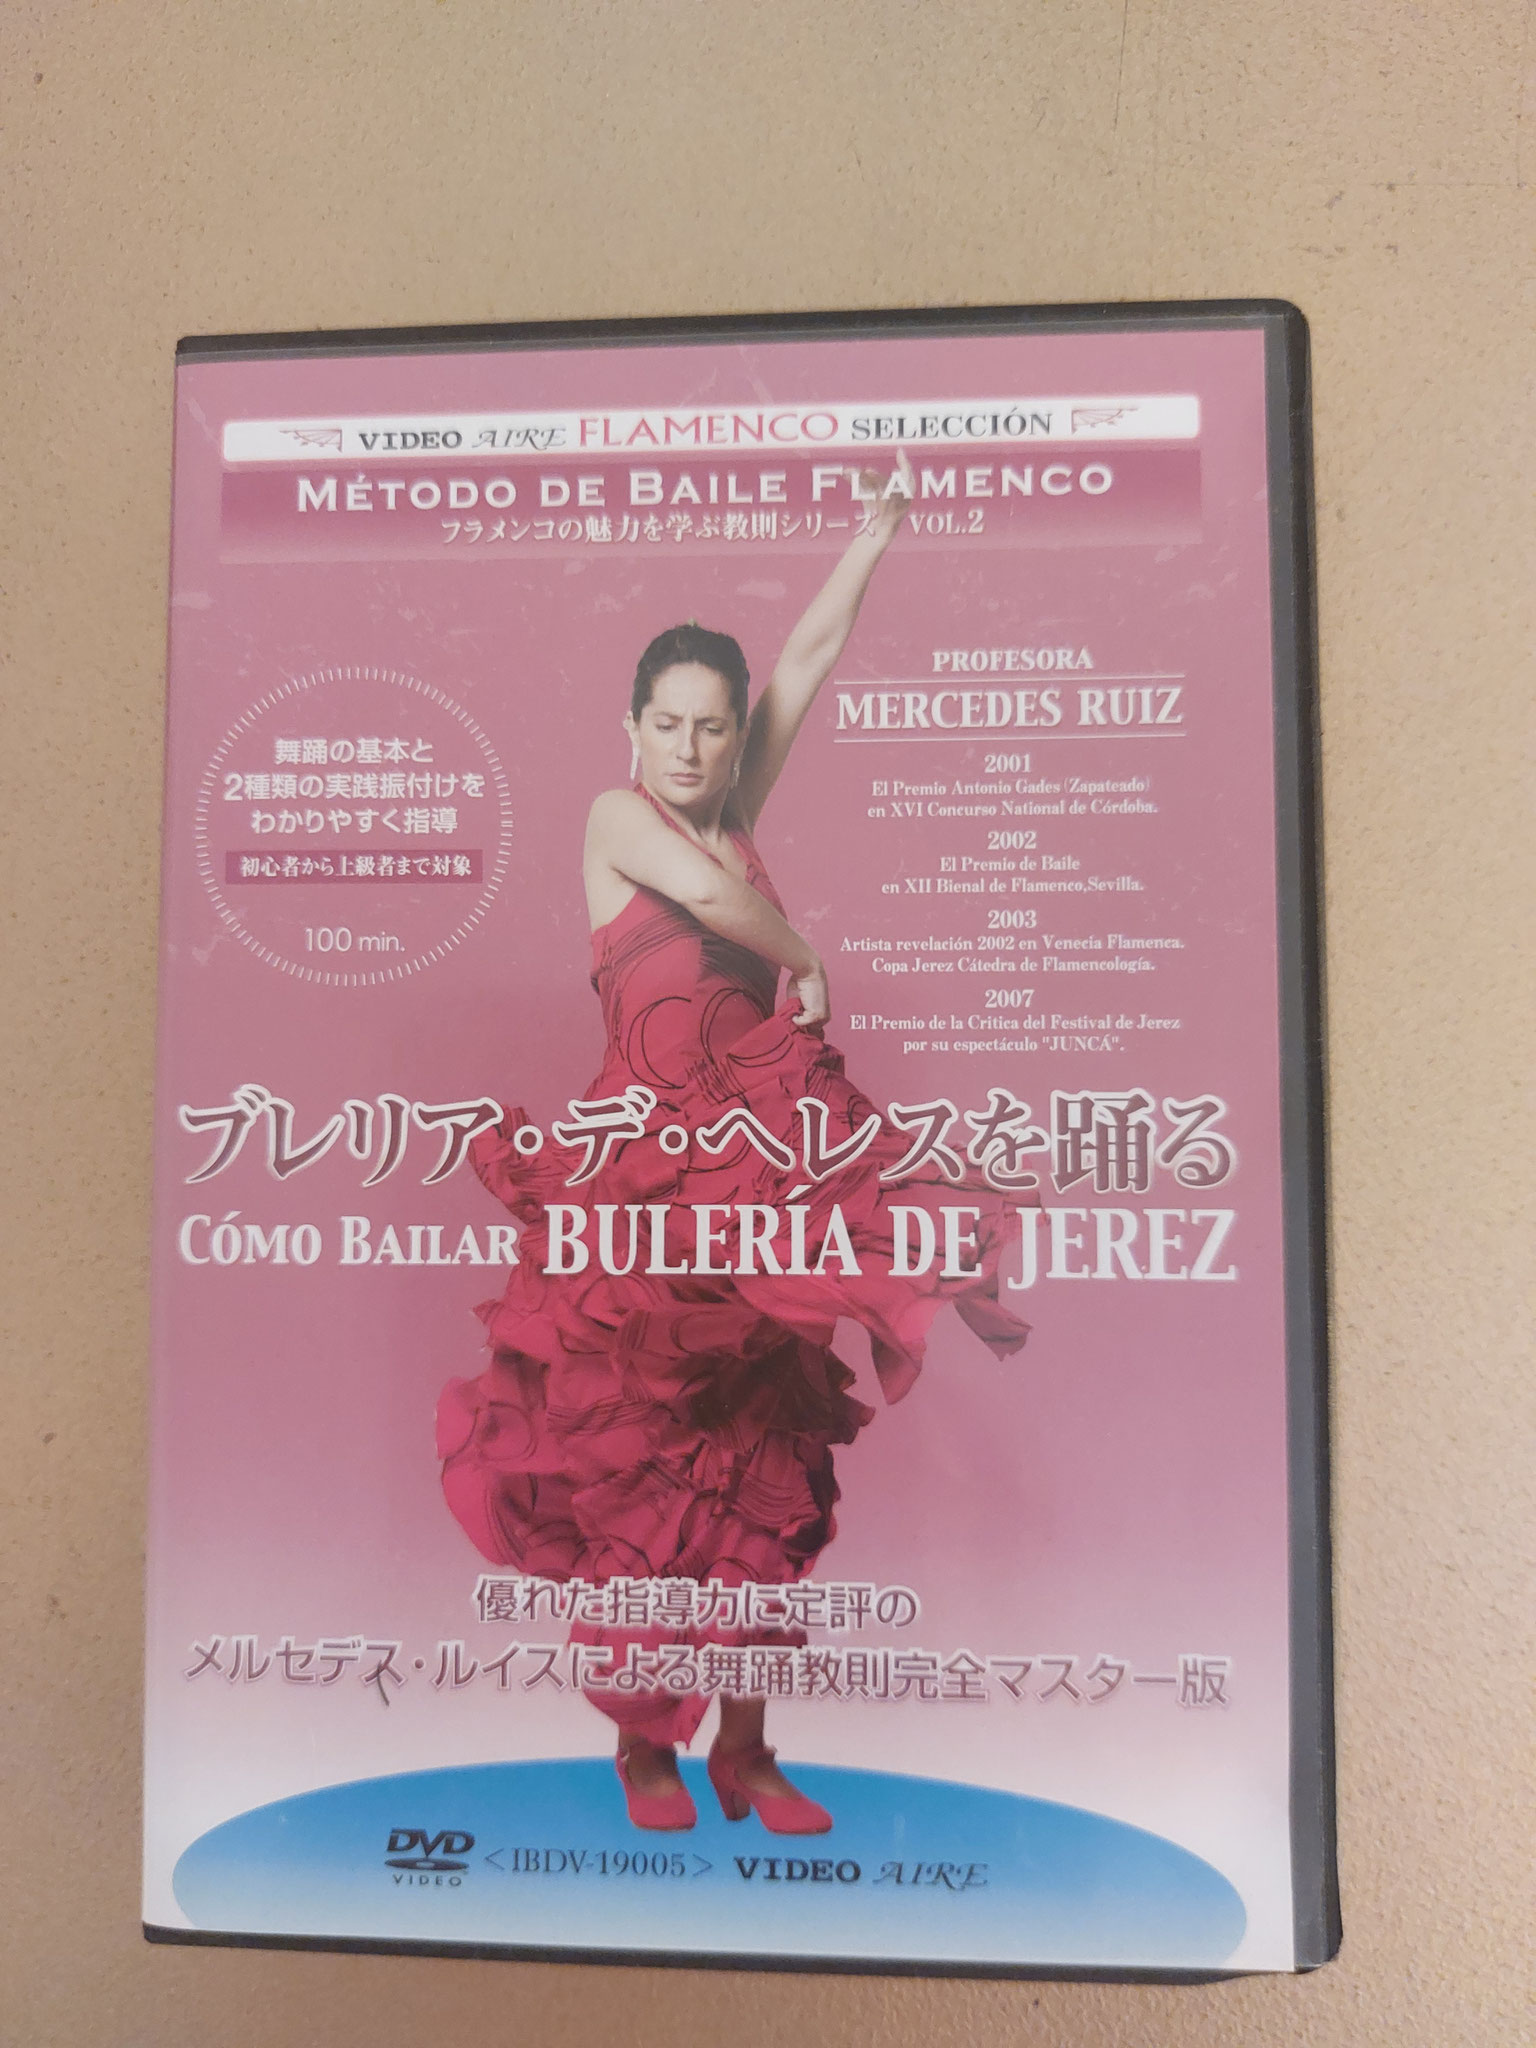 VIDEO AIRE FLAMENCO SELECCIÓN
MÉTODO DE BAILE FLAMENCO
フラメンコの魅力を学ぶ教則シリーズ VOL.2
PROFESORA
MERCEDES RUIZ
2001
El Premio Antonio Gades (Zapateado)
en XVI Concurso National de Córdoba.
2002
El Premio de Baile
en XII Bienal de Flamenco,Sevilla.
2003
Artista revelación 2002 en Venecia Flamenca.
Copa Jerez Cátedra de Flamencología.
2007
El Premio de la Critica del Festival de Jerez
por su espectáculo "JUNCÁ".
舞踊の基本と
2種類の実践振付けを
わかりやすく指導
初心者から上級者まで対象
100 min.
ブレリア・デ・ヘレスを踊る
CÓMO BAILAR BULERÍA DE JEREZ
優れた指導力に定評の
メルセデス・ルイスによる舞踊教則完全マスター版
DVD VIDEO <IBDV-19005> VIDEO AIRE